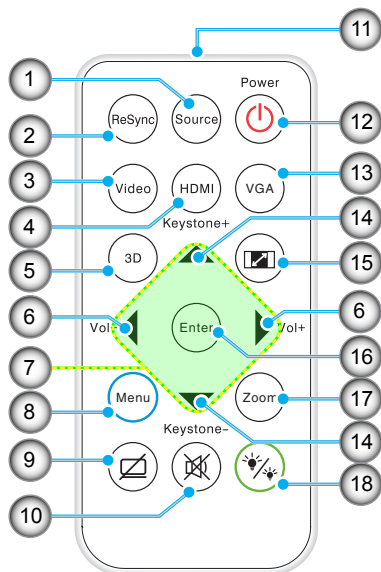 11
1
Power
ReSync
Source
2
12
3
13
Video
HDMI
VGA
4
Keystone+
14
3D
5
15
6
6
Vol-
Enter
Vol+
7
16
Menu
Zoom
8
17
Keystone-
14
9
10
18